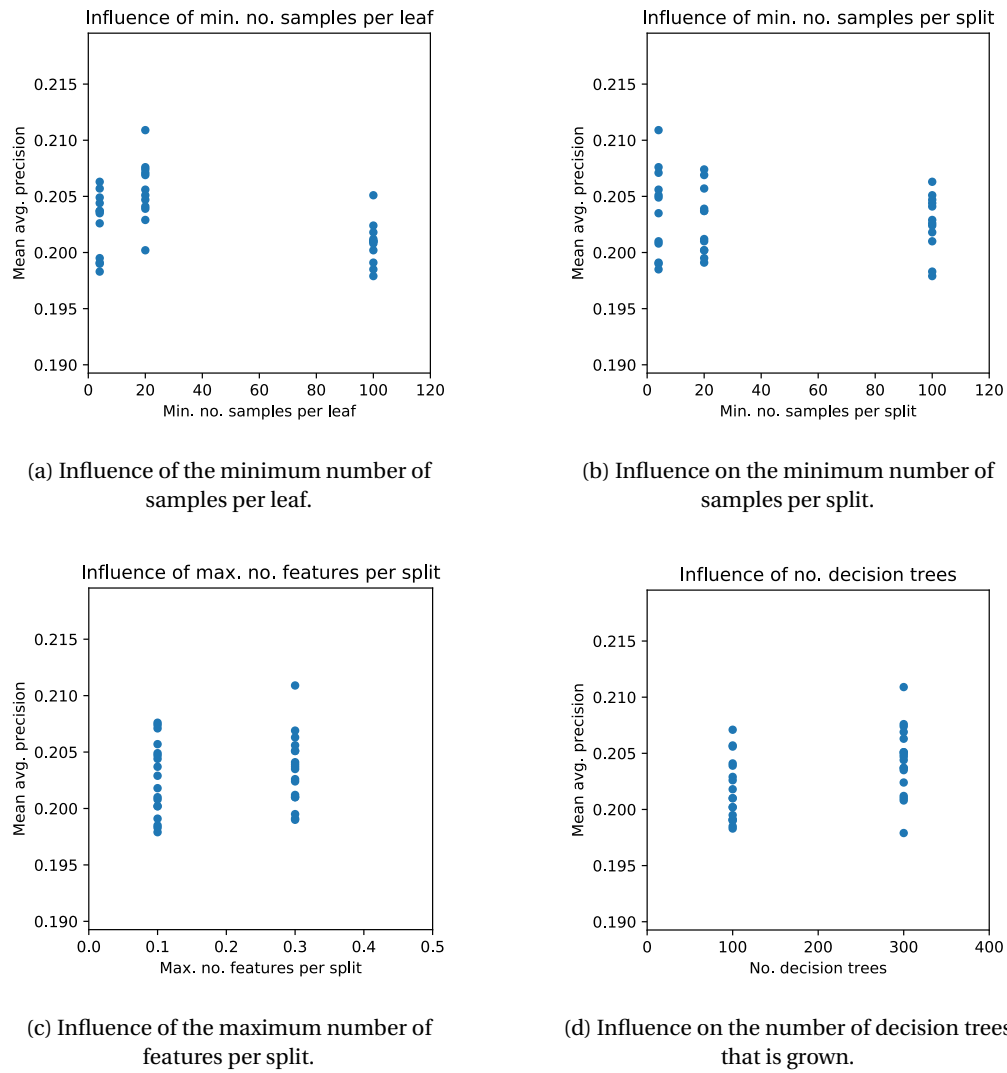 Influence of min. no. samples per leaf
Mean avg. precision
0.215
0.210
0.205
0.200
0.195
0.190
0 20 40 60 80 100 120
Min. no. samples per leaf
(a) Influence of the minimum number of
samples per leaf.
Influence of min. no. samples per split
Mean avg. precision
0.215
0.210
0.205
0.200
0.195
0.190
0 20 40 60 80 100 120
Min. no. samples per split
(b) Influence on the minimum number of
samples per split.
Influence of max. no. features per split
Mean avg. precision
0.215
0.210
0.205
0.200
0.195
0.190
0.0 0.1 0.2 0.3 0.4 0.5
Max. no. features per split
(c) Influence of the maximum number of
features per split.
Influence of no. decision trees
Mean avg. precision
0.215
0.210
0.205
0.200
0.195
0.190
0 100 200 300 400
No. decision trees
(d) Influence on the number of decision trees
that is grown.